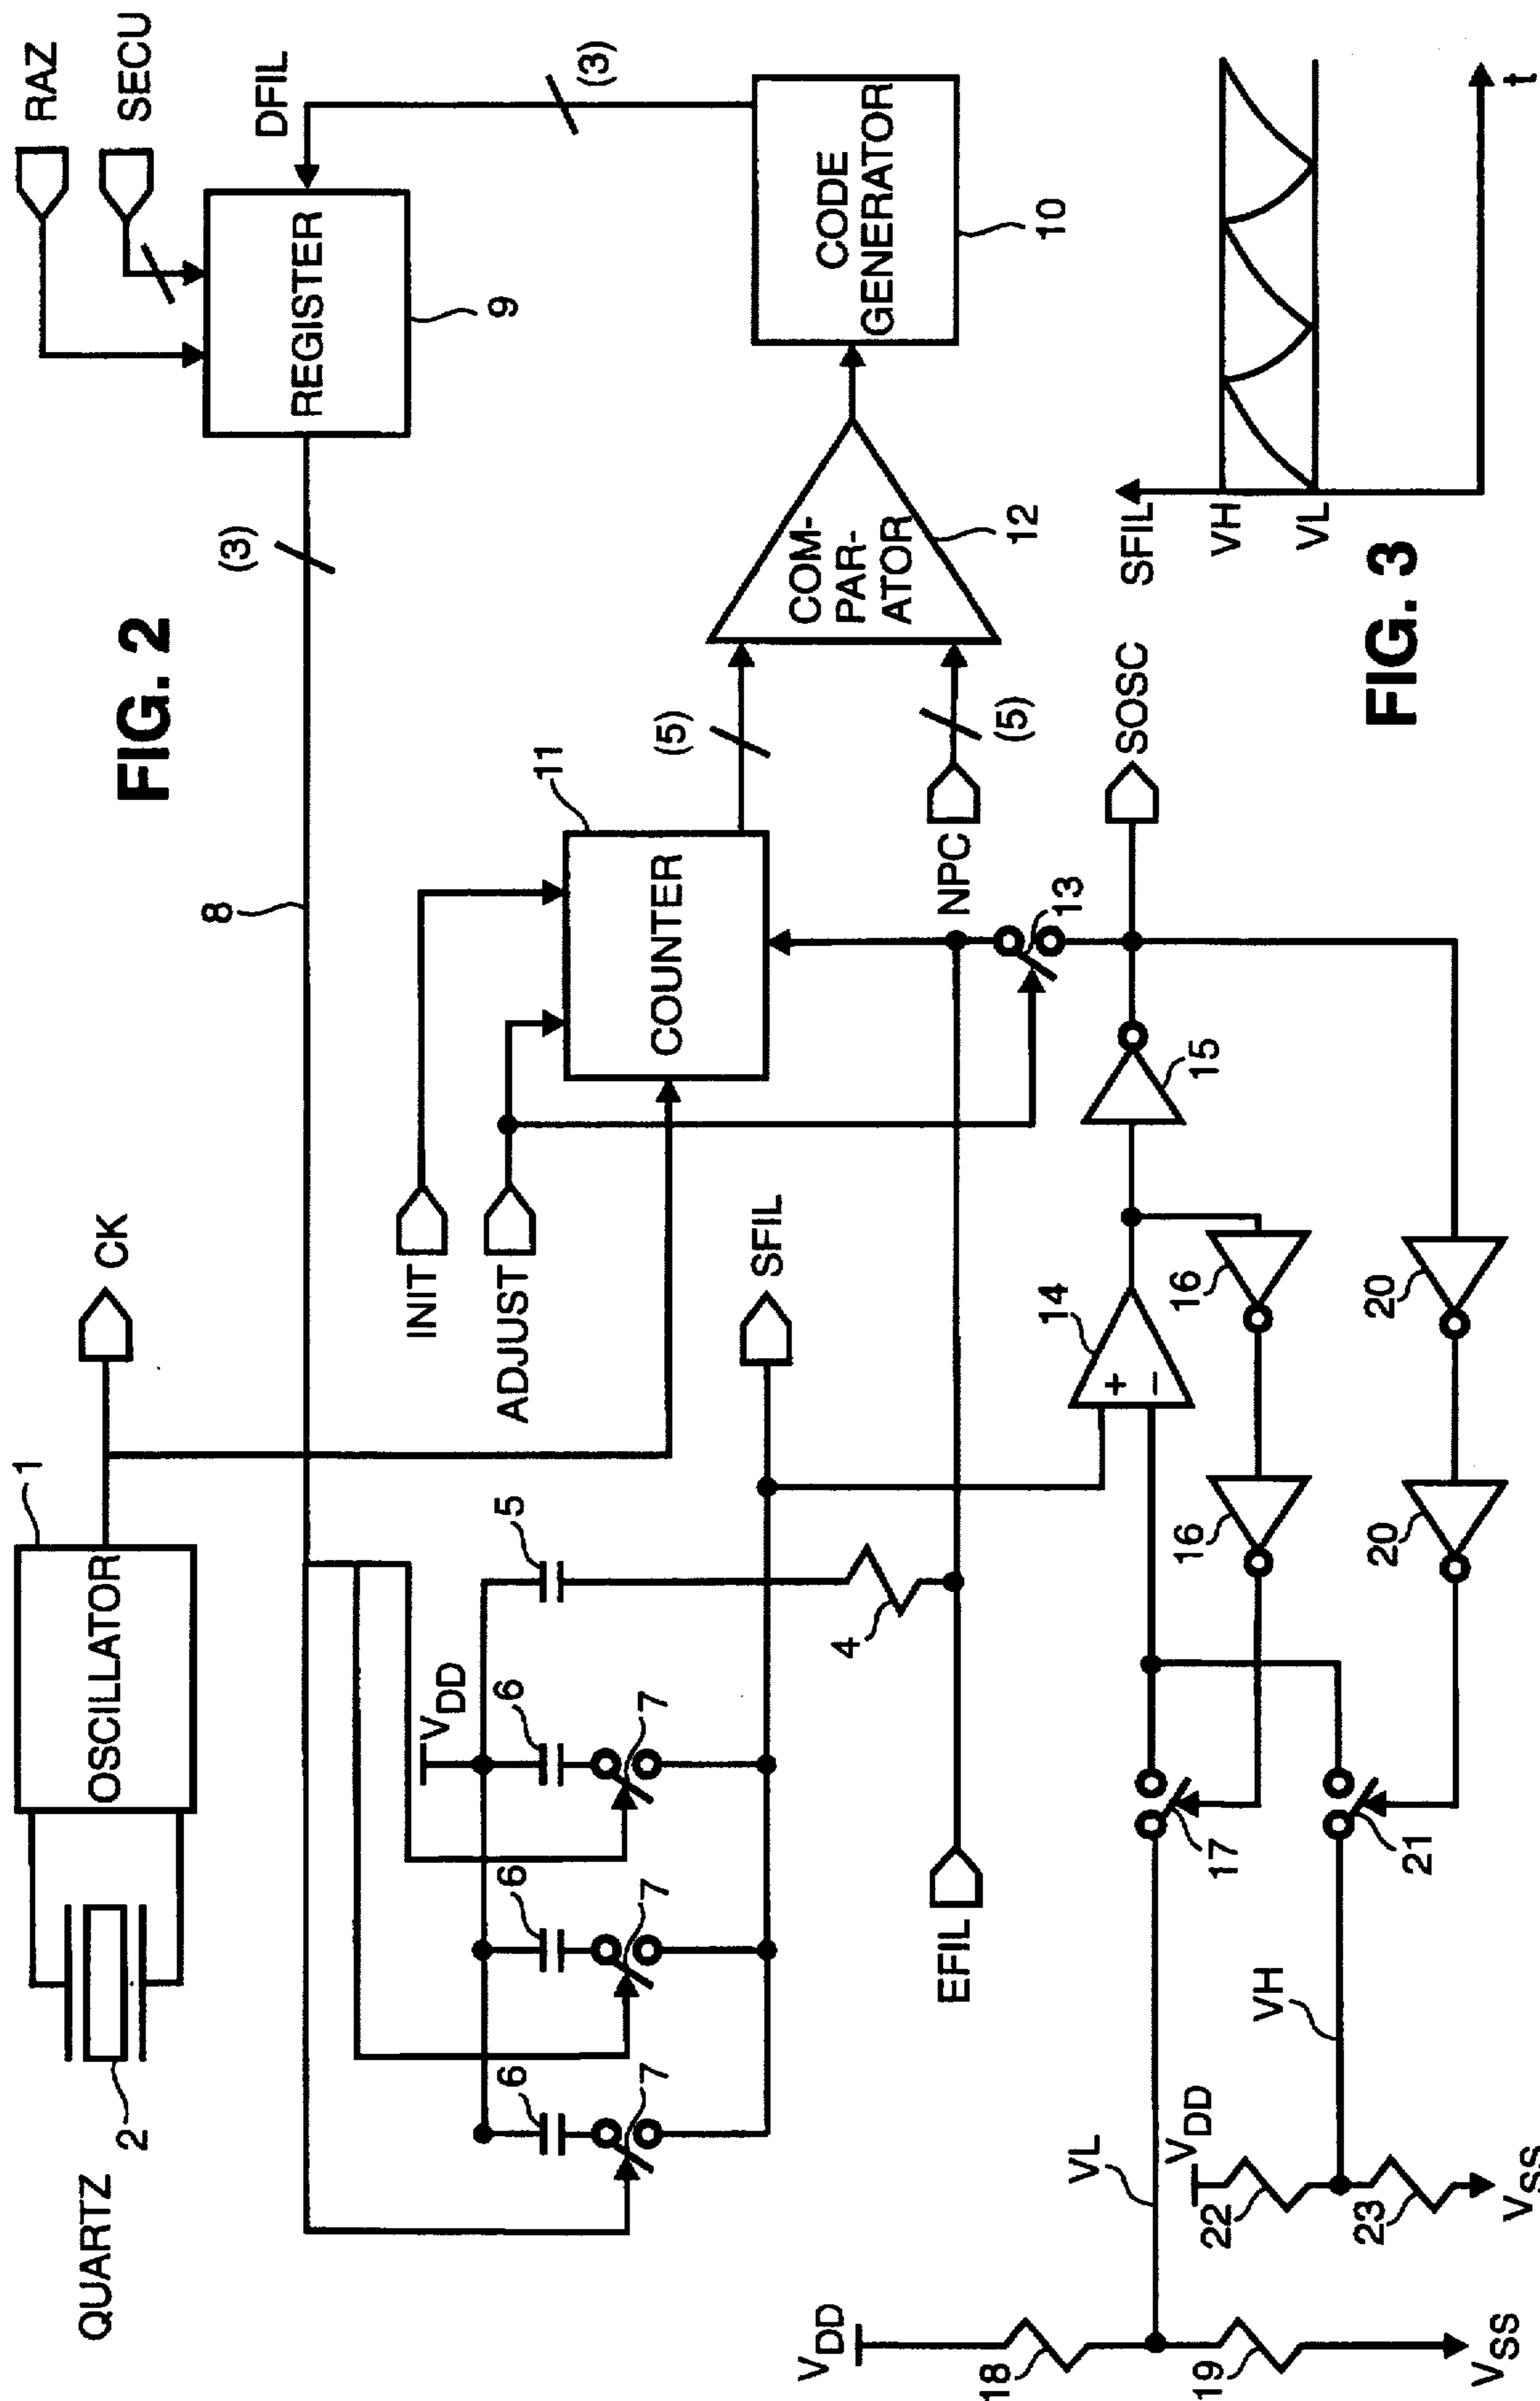 FIG. 2
QUARTZ
2
OSCILLATOR
1
CK
8
(3)
RAZ
SECU
REGISTER
9
DFIL
(3)
INIT
ADJUST
COUNTER
11
(5)
COM-
PAR-
ATOR
12
CODE
GENERATOR
10
NPC
(5)
13
6
7
6
7
6
7
VDD
5
SFIL
4
EFIL
14
+
−
15
SOSC
16
16
20
20
17
21
VL
VH
VDD
18
19
VSS
VDD
22
23
VSS
FIG. 3
SFIL
VH
VL
t